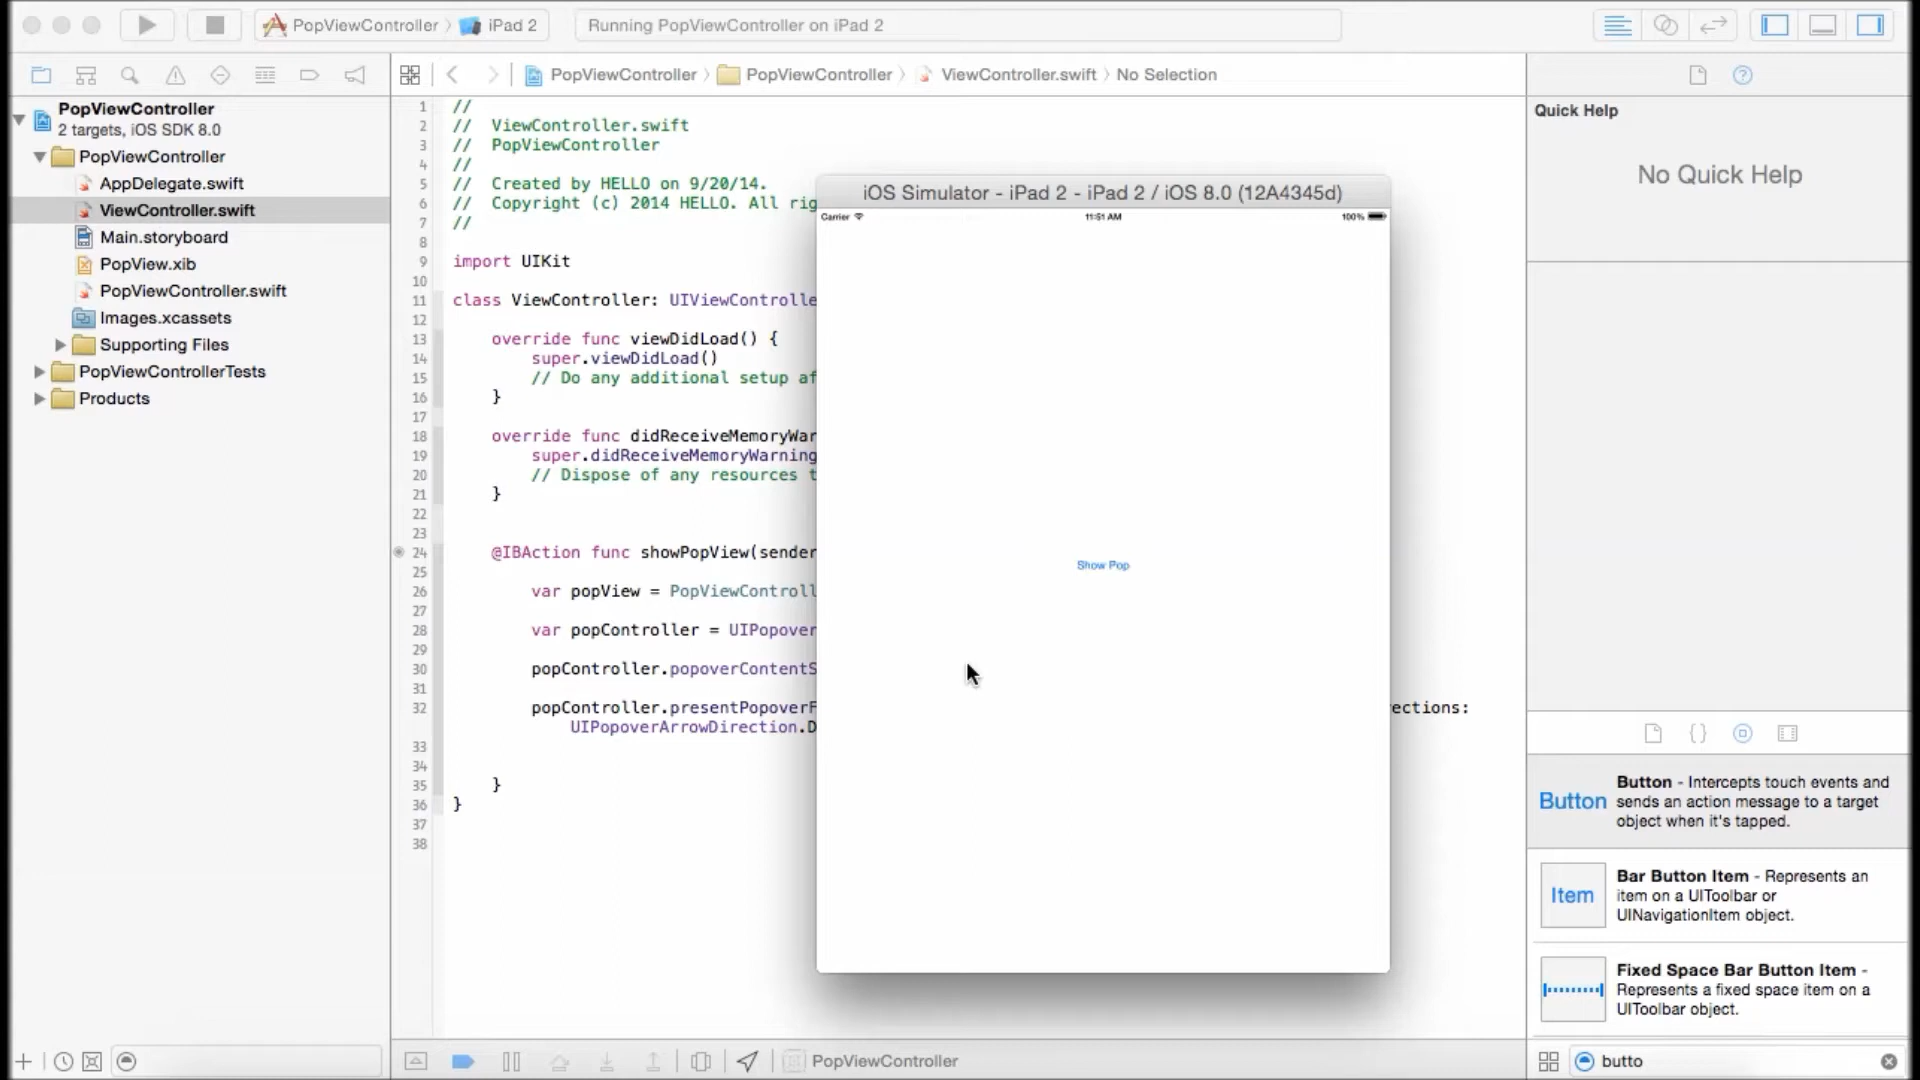 PopViewController
iPad 2
Running PopViewController on iPad 2
PopViewController
PopViewController
ViewController.swift
No Selection
PopViewController
2 targets, iOS SDK 8.0
PopViewController
AppDelegate.swift
ViewController.swift
Main.storyboard
PopView.xib
PopViewController.swift
Images.xcassets
Supporting Files
PopViewControllerTests
Products
1 //
2 //  ViewController.swift
3 //  PopViewController
4 //
5 //  Created by HELLO on 9/20/14.
6 //  Copyright (c) 2014 HELLO. All rig
7 //
8
9 import UIKit
10
11 class ViewController: UIViewControlle
12
13     override func viewDidLoad() {
14         super.viewDidLoad()
15         // Do any additional setup af
16     }
17
18     override func didReceiveMemoryWar
19         super.didReceiveMemoryWarning
20         // Dispose of any resources t
21     }
22
23
24     @IBAction func showPopView(sender
25
26         var popView = PopViewControll
27
28         var popController = UIPopover
29
30         popController.popoverContentS
31
32         popController.presentPopoverF
ections:
UIPopoverArrowDirection.D
33
34
35     }
36 }
37
38
iOS Simulator - iPad 2 - iPad 2 / iOS 8.0 (12A4345d)
Carrier
11:51 AM
100%
Show Pop
Quick Help
No Quick Help
Button
Button - Intercepts touch events and
sends an action message to a target
object when it's tapped.
Item
Bar Button Item - Represents an
item on a UIToolbar or
UINavigationItem object.
Fixed Space Bar Button Item -
Represents a fixed space item on a
UIToolbar object.
PopViewController
butto